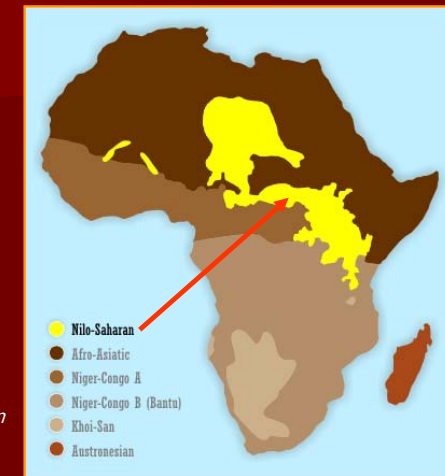 Nilo-Saharan
Afro-Asiatic
Niger-Congo A
Niger-Congo B (Bantu)
Khoi-San
Austronesian